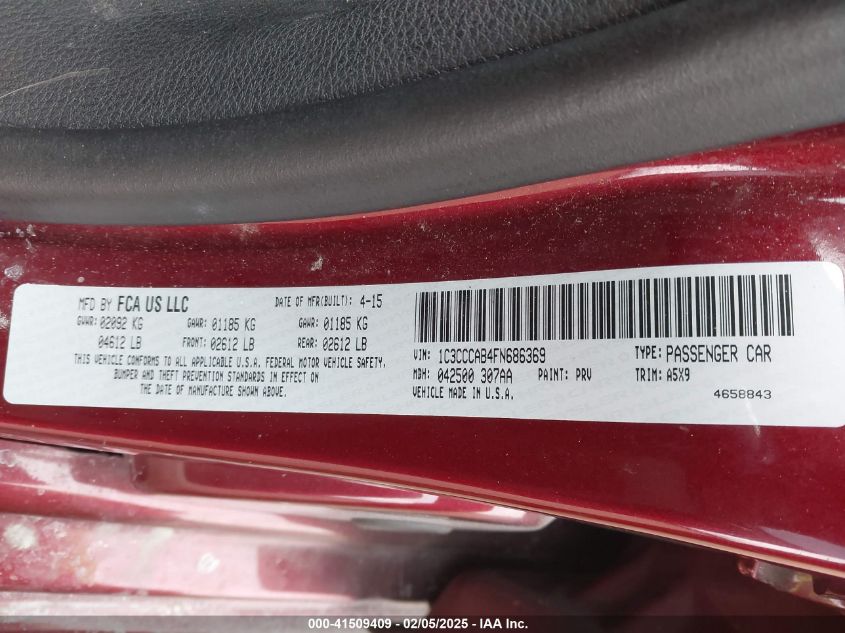 MFD BY FCA US LLC DATE OF MFR(BUILT): 4-15
GVWR: 02092 KG GAWR: 01185 KG GAWR: 01185 KG
04612 LB FRONT: 02612 LB REAR: 02612 LB
THIS VEHICLE CONFORMS TO ALL APPLICABLE U.S.A. FEDERAL MOTOR VEHICLE SAFETY,
BUMPER AND THEFT PREVENTION STANDARDS IN EFFECT ON
THE DATE OF MANUFACTURE SHOWN ABOVE.
VIN: 1C3CCCAB4FN686369 TYPE: PASSENGER CAR
MDH: 042500 307AA PAINT: PRV TRIM: A5X9
VEHICLE MADE IN U.S.A. 4658843
000-41509409 - 02/05/2025 - IAA Inc.